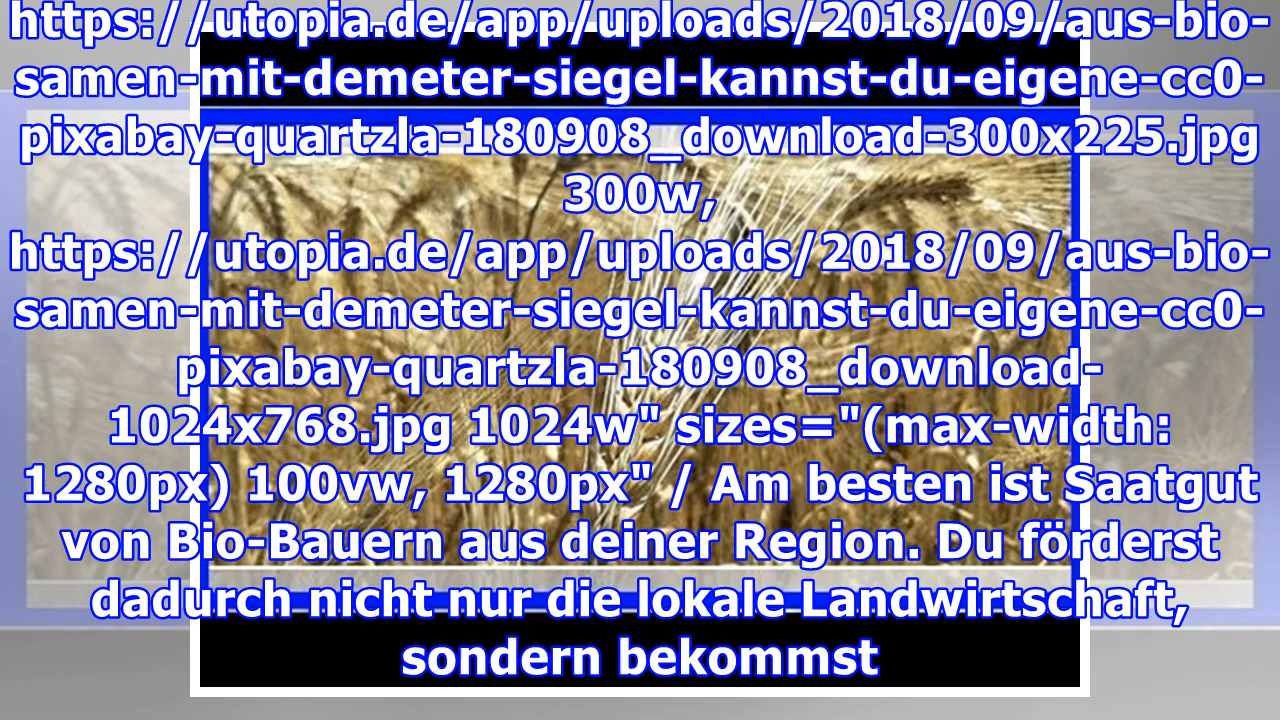 https://utopia.de/app/uploads/2018/09/aus-bio-
samen-mit-demeter-siegel-kannst-du-eigene-cc0-
pixabay-quartzla-180908_download-300x225.jpg
300w,
https://utopia.de/app/uploads/2018/09/aus-bio-
samen-mit-demeter-siegel-kannst-du-eigene-cc0-
pixabay-quartzla-180908_download-
1024x768.jpg 1024w" sizes="(max-width:
1280px) 100vw, 1280px" / Am besten ist Saatgut
von Bio-Bauern aus deiner Region. Du förderst
dadurch nicht nur die lokale Landwirtschaft,
sondern bekommst